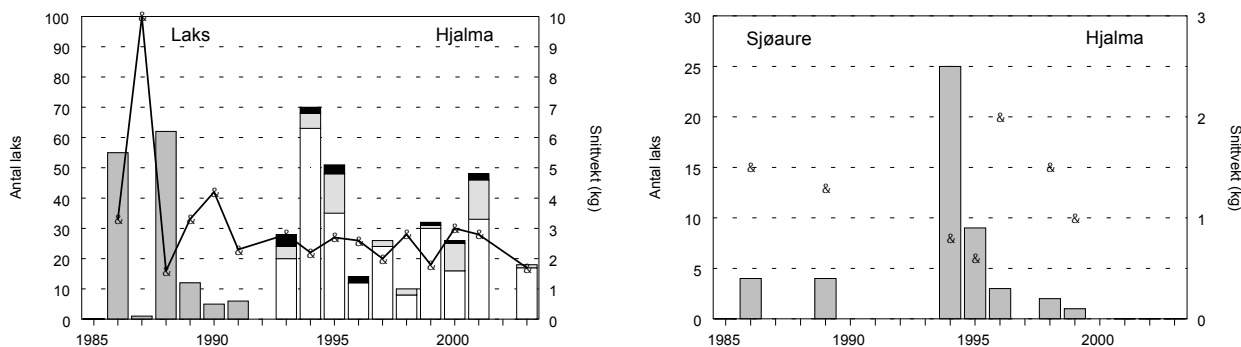 Laks Hjalma
100 10
90 9
80 8
70 7
60 6
50 5
40 4
30 3
20 2
10 1
0 0
1985 1990 1995 2000
Antal laks
Snittvekt (kg)
& & & & & & & & & & & & & & & & &
Sjøaure Hjalma
30 3
25
20 2
15
10 1
5
0 0
1985 1990 1995 2000
Antal laks
Snittvekt (kg)
& & & & & & &